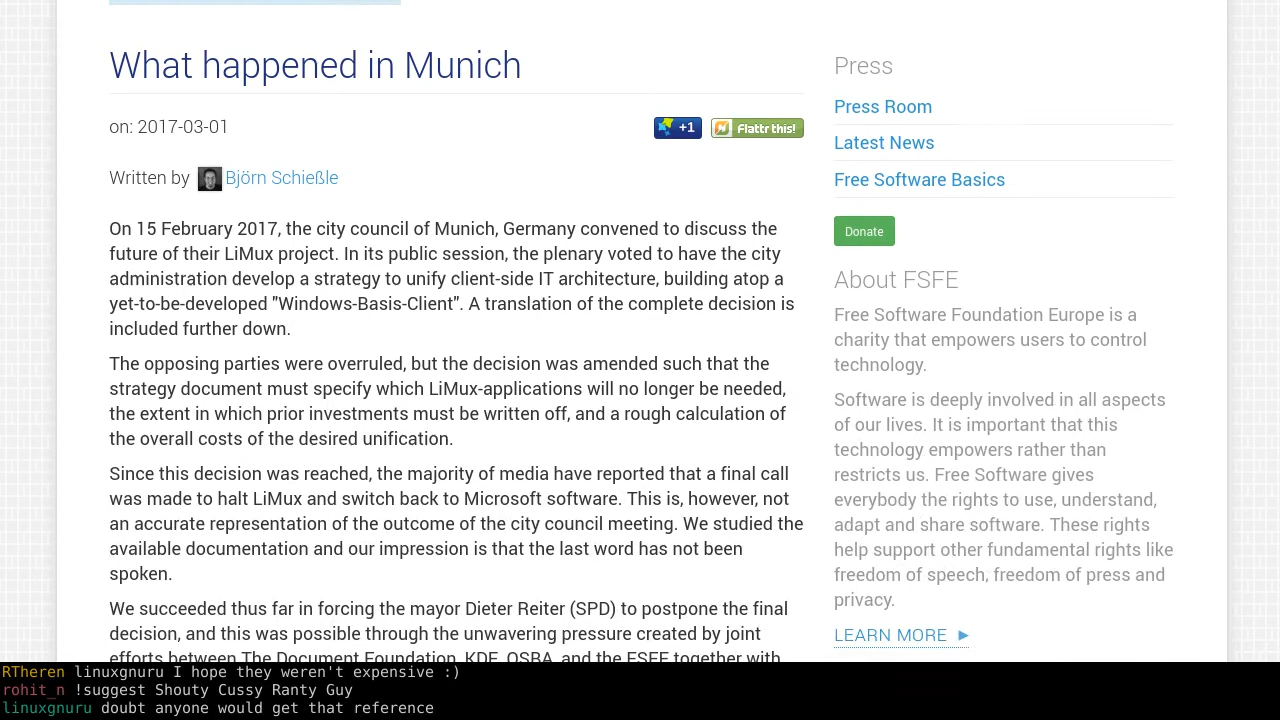 What happened in Munich
on: 2017-03-01
+1
Flattr this!
Written by Björn Schießle
On 15 February 2017, the city council of Munich, Germany convened to discuss the
future of their LiMux project. In its public session, the plenary voted to have the city
administration develop a strategy to unify client-side IT architecture, building atop a
yet-to-be-developed "Windows-Basis-Client". A translation of the complete decision is
included further down.
The opposing parties were overruled, but the decision was amended such that the
strategy document must specify which LiMux-applications will no longer be needed,
the extent in which prior investments must be written off, and a rough calculation of
the overall costs of the desired unification.
Since this decision was reached, the majority of media have reported that a final call
was made to halt LiMux and switch back to Microsoft software. This is, however, not
an accurate representation of the outcome of the city council meeting. We studied the
available documentation and our impression is that the last word has not been
spoken.
We succeeded thus far in forcing the mayor Dieter Reiter (SPD) to postpone the final
decision, and this was possible through the unwavering pressure created by joint
efforts between The Document Foundation, KDE, OSBA, and the FSFE together with
Press
Press Room
Latest News
Free Software Basics
Donate
About FSFE
Free Software Foundation Europe is a
charity that empowers users to control
technology.
Software is deeply involved in all aspects
of our lives. It is important that this
technology empowers rather than
restricts us. Free Software gives
everybody the rights to use, understand,
adapt and share software. These rights
help support other fundamental rights like
freedom of speech, freedom of press and
privacy.
LEARN MORE ►
RTheren linuxgnuru I hope they weren't expensive :)
rohit_n !suggest Shouty Cussy Ranty Guy
linuxgnuru doubt anyone would get that reference